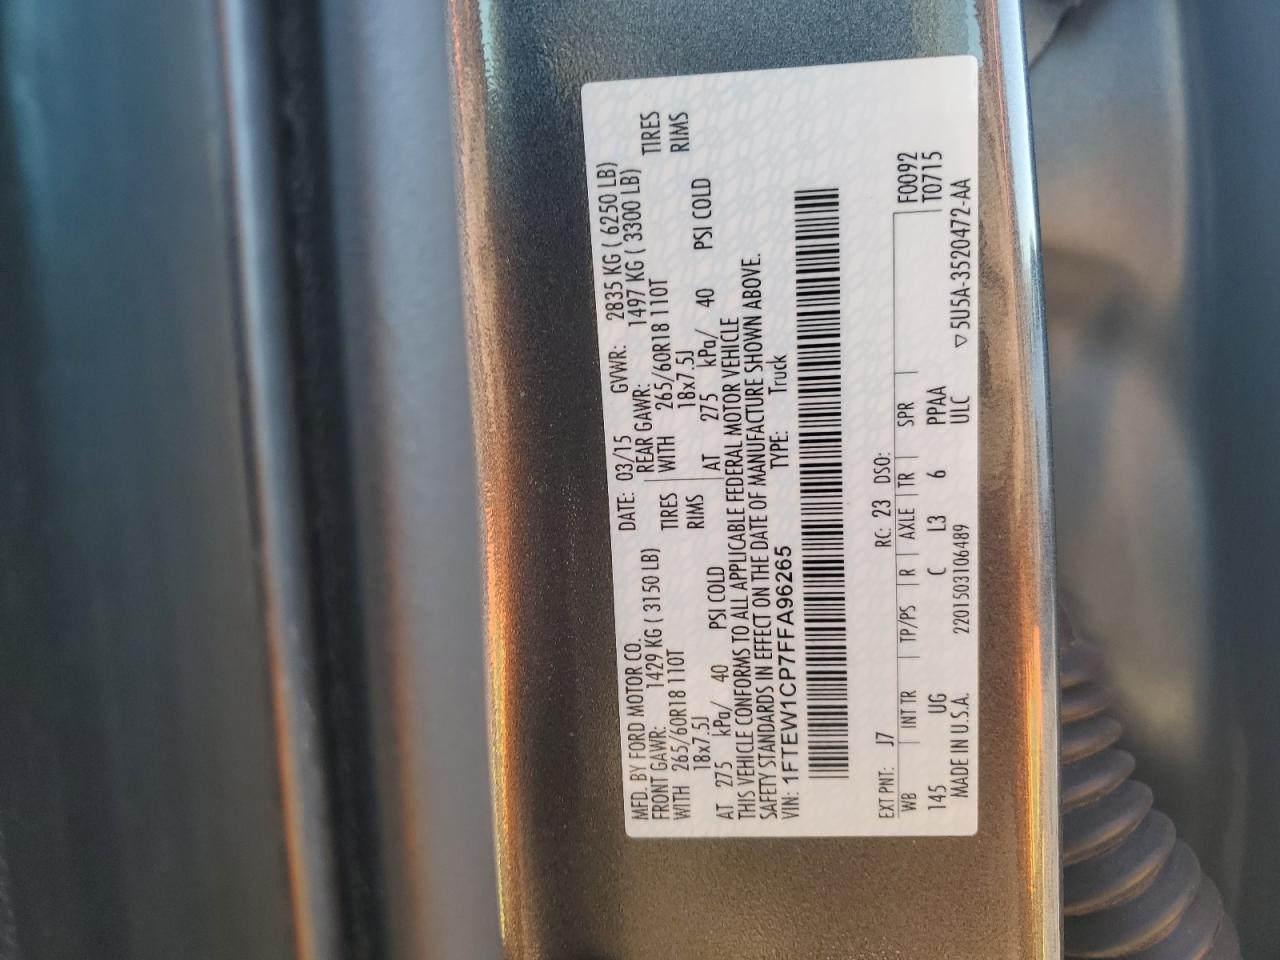 MFD. BY FORD MOTOR CO. DATE: 03/15 GVWR: 2835 KG ( 6250 LB)
FRONT GAWR: 1429 KG ( 3150 LB) REAR GAWR: 1497 KG ( 3300 LB)
WITH 265/60R18 110T TIRES WITH 265/60R18 110T TIRES
18x7.5J RIMS 18x7.5J RIMS
AT 275 kPa/ 40 PSI COLD AT 275 kPa/ 40 PSI COLD
THIS VEHICLE CONFORMS TO ALL APPLICABLE FEDERAL MOTOR VEHICLE
SAFETY STANDARDS IN EFFECT ON THE DATE OF MANUFACTURE SHOWN ABOVE.
VIN: 1FTEW1CP7FFA96265 TYPE: Truck
EXT PNT: J7 RC: 23 DSO: F0092
WB INT TR TP/PS R AXLE TR SPR T0715
145 UG C L3 6 PPAA
MADE IN U.S.A. 2201503106489 ULC ▽5U5A-3520472-AA